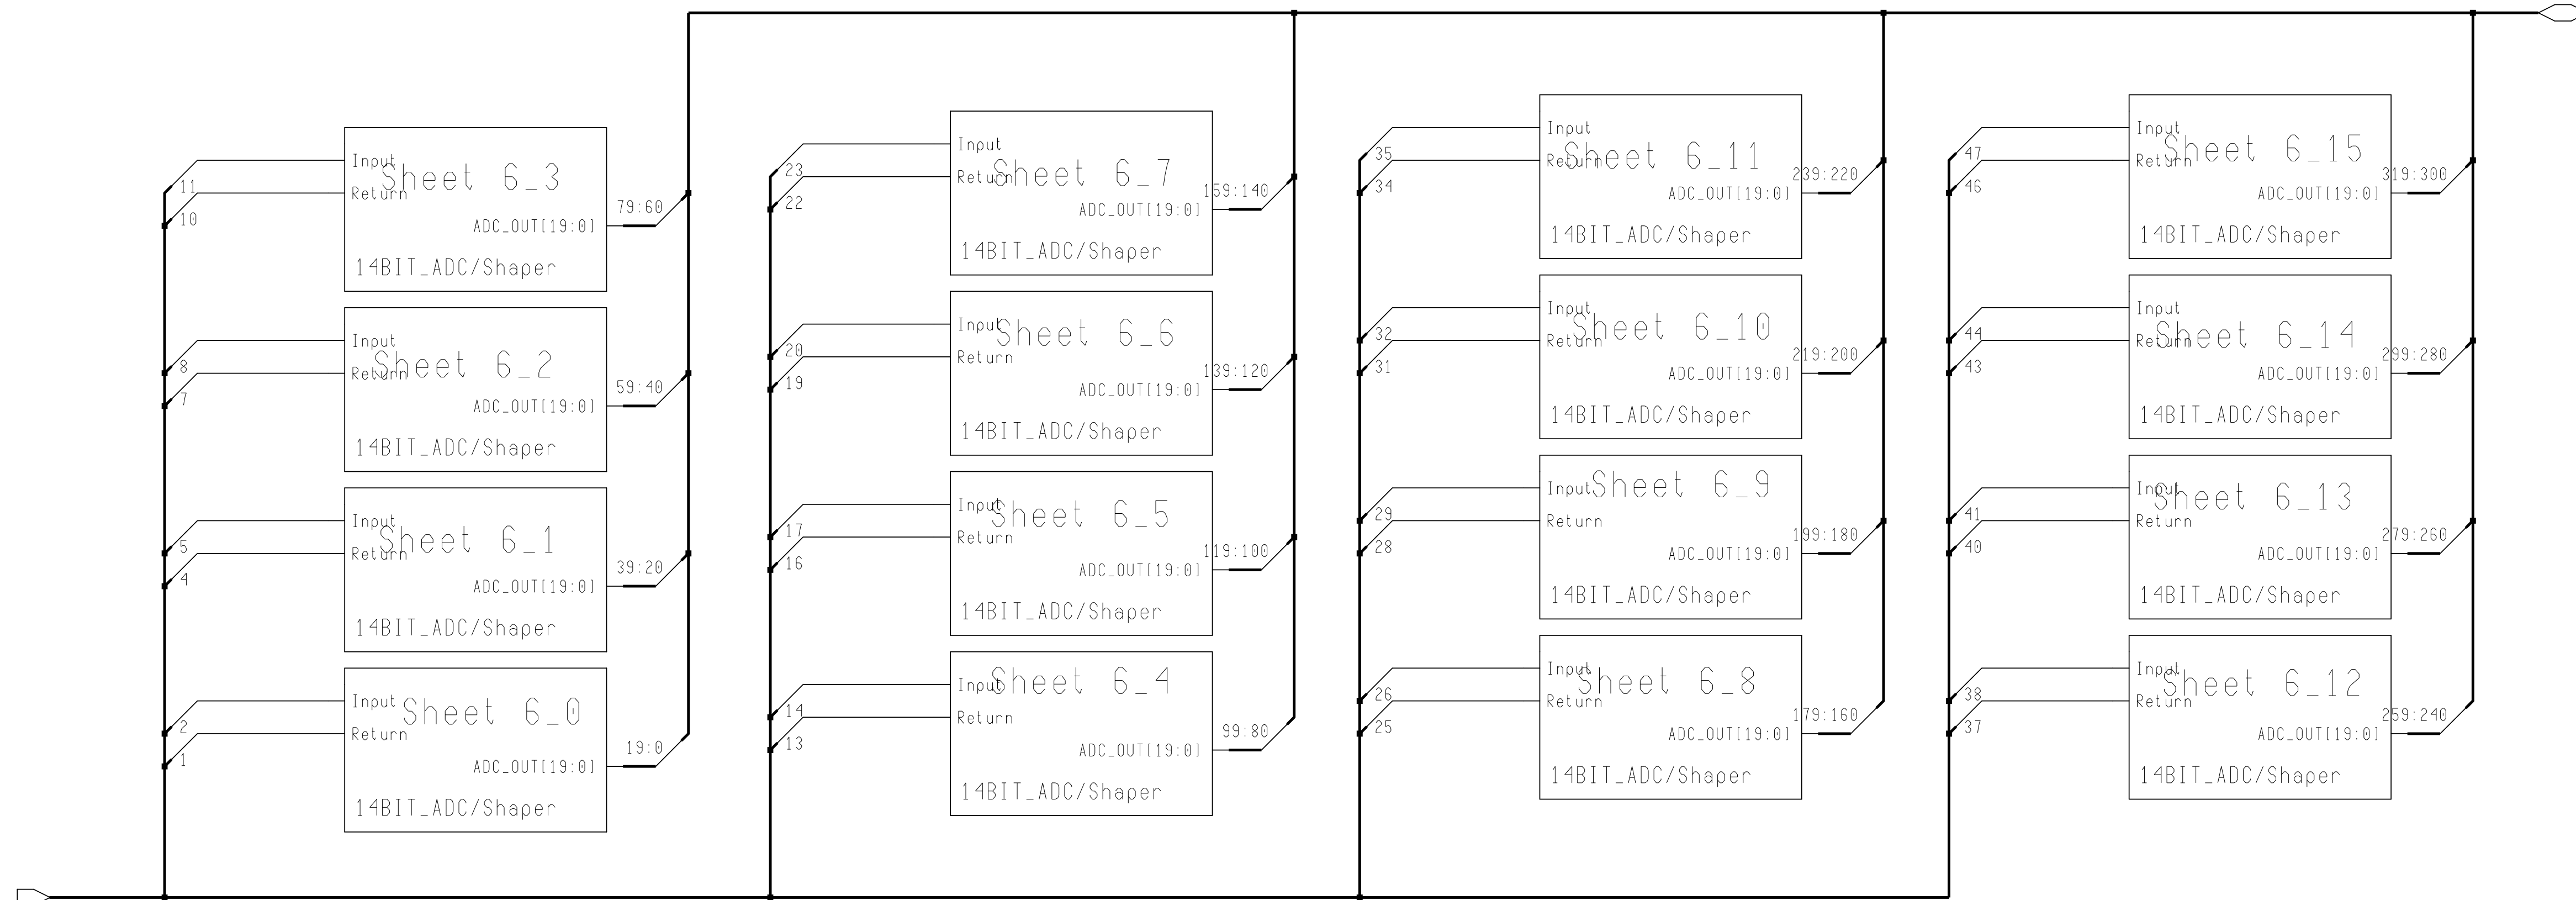 Input
Sheet 6_3
11
Return
10
79:60
ADC_OUT[19:0]
14BIT_ADC/Shaper
Input
Sheet 6_2
8
Return
7
59:40
ADC_OUT[19:0]
14BIT_ADC/Shaper
Input
Sheet 6_1
5
Return
4
39:20
ADC_OUT[19:0]
14BIT_ADC/Shaper
Input
Sheet 6_0
2
Return
1
19:0
ADC_OUT[19:0]
14BIT_ADC/Shaper
Input
Sheet 6_7
23
Return
22
159:140
ADC_OUT[19:0]
14BIT_ADC/Shaper
Input
Sheet 6_6
20
Return
19
139:120
ADC_OUT[19:0]
14BIT_ADC/Shaper
Input
Sheet 6_5
17
Return
16
119:100
ADC_OUT[19:0]
14BIT_ADC/Shaper
Input
Sheet 6_4
14
Return
13
99:80
ADC_OUT[19:0]
14BIT_ADC/Shaper
Input
Sheet 6_11
35
Return
34
239:220
ADC_OUT[19:0]
14BIT_ADC/Shaper
Input
Sheet 6_10
32
Return
31
219:200
ADC_OUT[19:0]
14BIT_ADC/Shaper
Input
Sheet 6_9
29
Return
28
199:180
ADC_OUT[19:0]
14BIT_ADC/Shaper
Input
Sheet 6_8
26
Return
25
179:160
ADC_OUT[19:0]
14BIT_ADC/Shaper
Input
Sheet 6_15
47
Return
46
319:300
ADC_OUT[19:0]
14BIT_ADC/Shaper
Input
Sheet 6_14
44
Return
43
299:280
ADC_OUT[19:0]
14BIT_ADC/Shaper
Input
Sheet 6_13
41
Return
40
279:260
ADC_OUT[19:0]
14BIT_ADC/Shaper
Input
Sheet 6_12
38
Return
37
259:240
ADC_OUT[19:0]
14BIT_ADC/Shaper